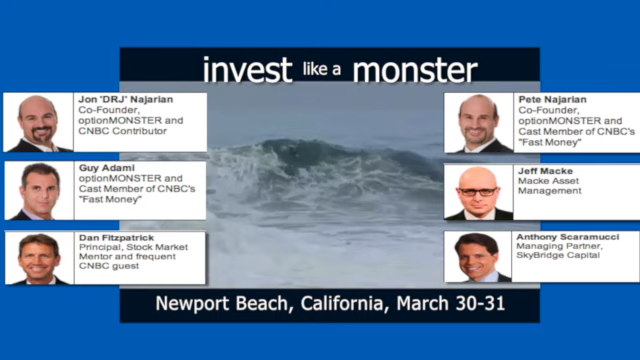 invest like a monster
Jon 'DRJ' Najarian
Co-Founder,
optionMONSTER and
CNBC Contributor
Guy Adami
optionMONSTER and
Cast Member of CNBC's
"Fast Money"
Dan Fitzpatrick
Principal, Stock Market
Mentor and frequent
CNBC guest
Pete Najarian
Co-Founder,
optionMONSTER and
Cast Member of CNBC's
"Fast Money"
Jeff Macke
Macke Asset
Management
Anthony Scaramucci
Managing Partner,
SkyBridge Capital
Newport Beach, California, March 30-31